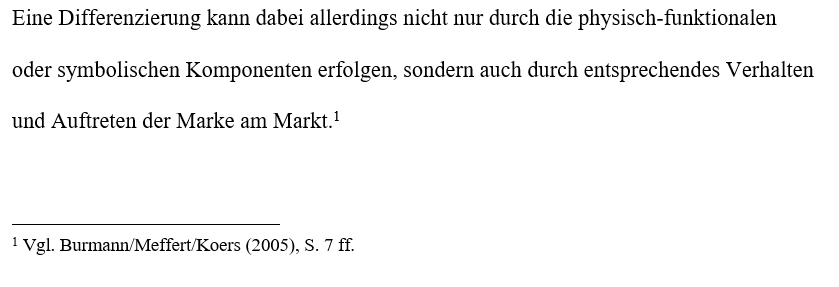 Eine Differenzierung kann dabei allerdings nicht nur durch die physisch-funktionalen
oder symbolischen Komponenten erfolgen, sondern auch durch entsprechendes Verhalten
und Auftreten der Marke am Markt.¹
¹ Vgl. Burmann/Meffert/Koers (2005), S. 7 ff.